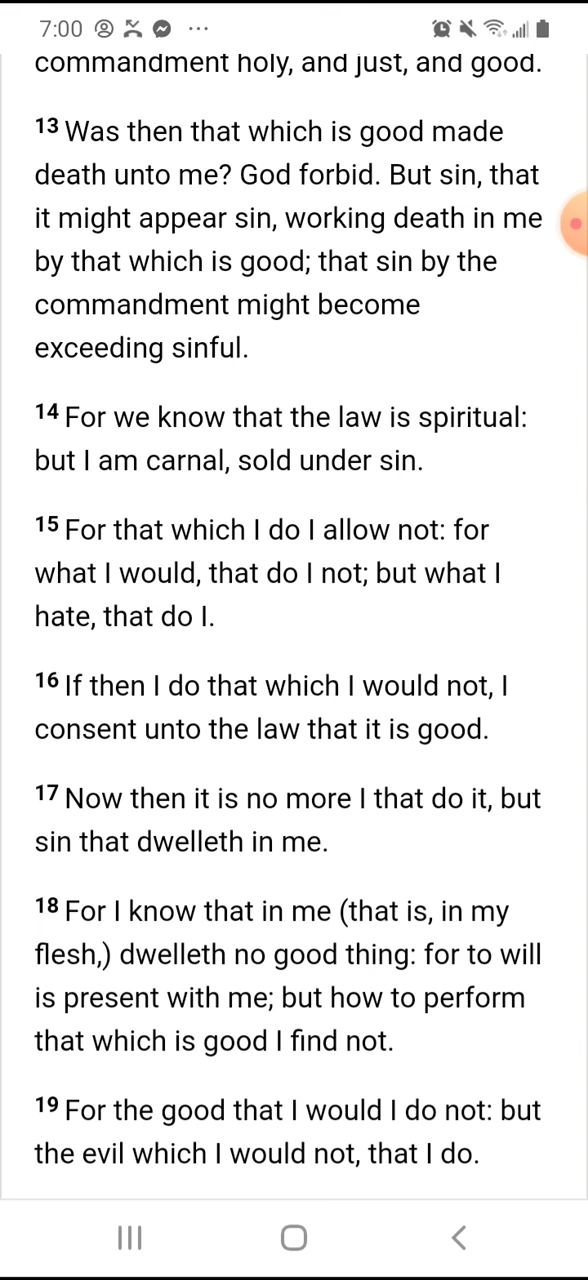 7:00
commandment holy, and just, and good.
13 Was then that which is good made
death unto me? God forbid. But sin, that
it might appear sin, working death in me
by that which is good; that sin by the
commandment might become
exceeding sinful.
14 For we know that the law is spiritual:
but I am carnal, sold under sin.
15 For that which I do I allow not: for
what I would, that do I not; but what I
hate, that do I.
16 If then I do that which I would not, I
consent unto the law that it is good.
17 Now then it is no more I that do it, but
sin that dwelleth in me.
18 For I know that in me (that is, in my
flesh,) dwelleth no good thing: for to will
is present with me; but how to perform
that which is good I find not.
19 For the good that I would I do not: but
the evil which I would not, that I do.